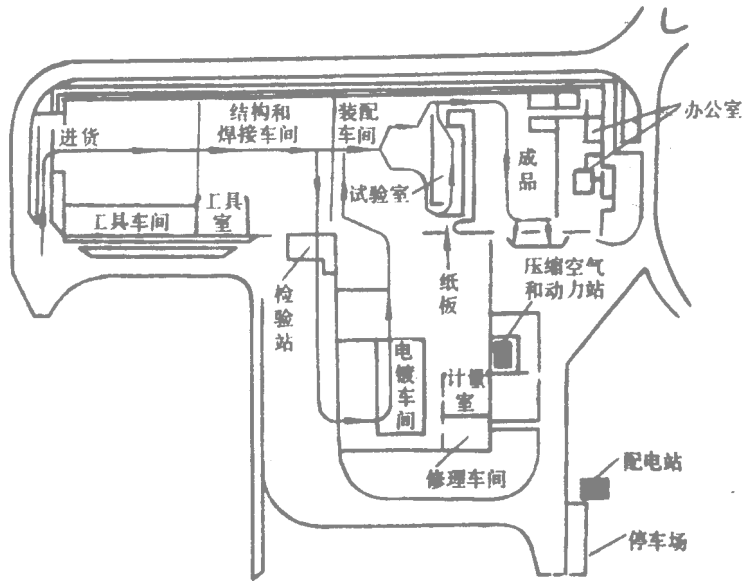 办公室
结构和
焊接车间
装配
车间
进货
成品
试验室
工具车间
工具
室
压缩空气
和动力站
纸板
检验站
电镀车间
计量
室
修理车间
配电站
停车场